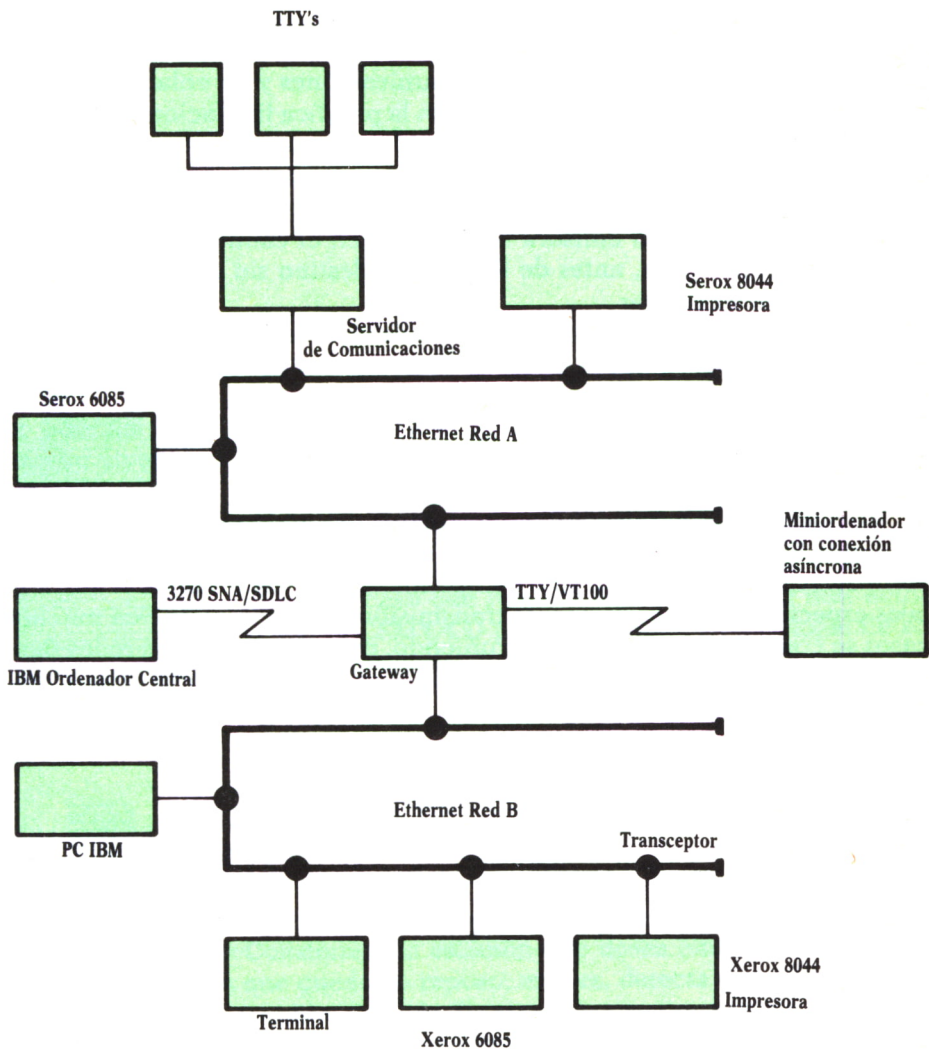 TTY's
Serox 8044
Impresora
Servidor
de Comunicaciones
Serox 6085
Ethernet Red A
Miniordenador
con conexión
asíncrona
3270 SNA/SDLC
TTY/VT100
IBM Ordenador Central
Gateway
Ethernet Red B
PC IBM
Transceptor
Xerox 8044
Impresora
Terminal
Xerox 6085